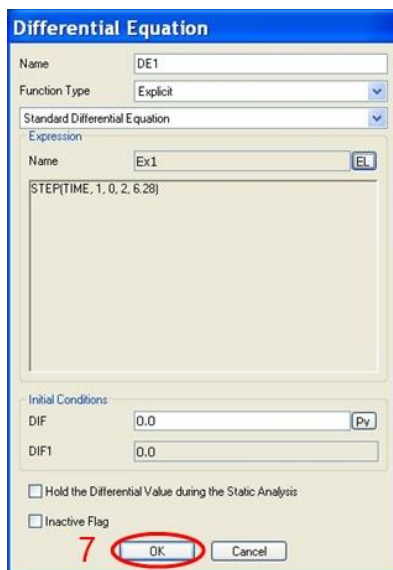 Differential Equation
Name DE1
Function Type Explicit
Standard Differential Equation
Expression
Name Ex1 EL
STEP(TIME, 1, 0, 2, 6.28)
Initial Conditions
DIF 0.0 Pv
DIF1 0.0
Hold the Differential Value during the Static Analysis
Inactive Flag
7 OK Cancel